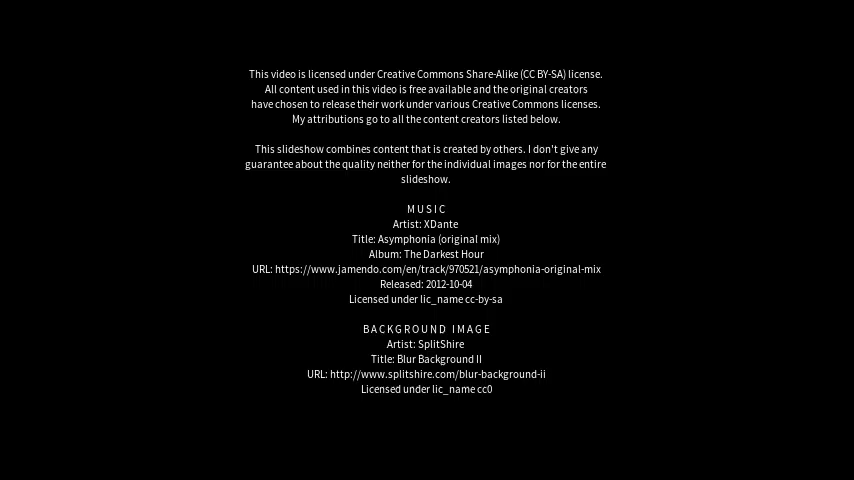 This video is licensed under Creative Commons Share-Alike (CC BY-SA) license.
All content used in this video is free available and the original creators
have chosen to release their work under various Creative Commons licenses.
My attributions go to all the content creators listed below.
This slideshow combines content that is created by others. I don't give any
guarantee about the quality neither for the individual images nor for the entire
slideshow.
MUSIC
Artist: XDante
Title: Asymphonia (original mix)
Album: The Darkest Hour
URL: https://www.jamendo.com/en/track/970521/asymphonia-original-mix
Released: 2012-10-04
Licensed under lic_name cc-by-sa
BACKGROUND IMAGE
Artist: SplitShire
Title: Blur Background II
URL: http://www.splitshire.com/blur-background-ii
Licensed under lic_name cc0